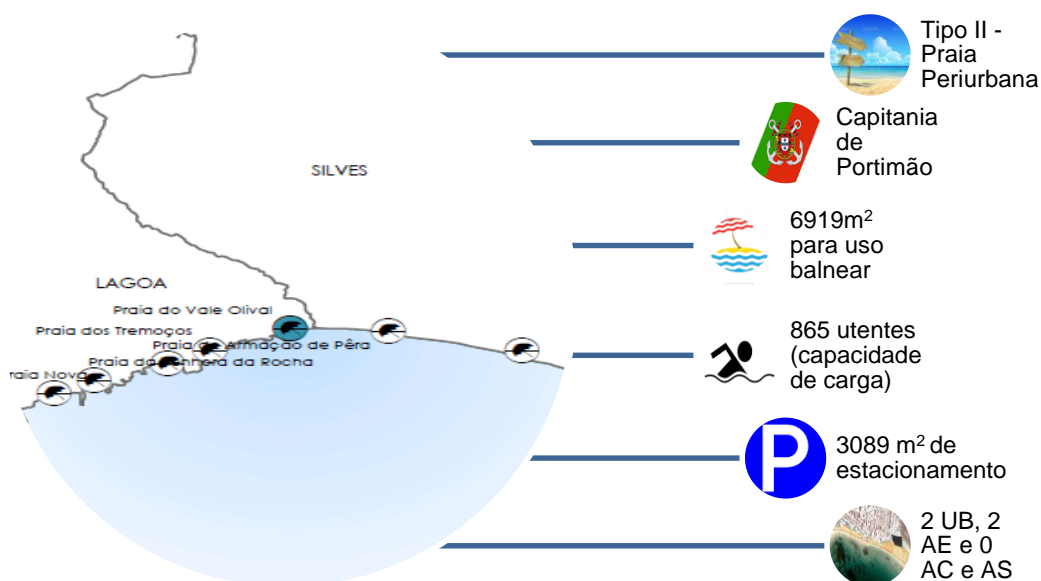 SILVES
LAGOA
Praia do Vale Olival
Praia dos Tremoços
Praia de Armação de Pêra
Praia da Senhora da Rocha
raia Nova
Tipo II -
Praia
Periurbana
Capitania
de
Portimão
6919m²
para uso
balnear
865 utentes
(capacidade
de carga)
P
3089 m² de
estacionamento
2 UB, 2
AE e 0
AC e AS